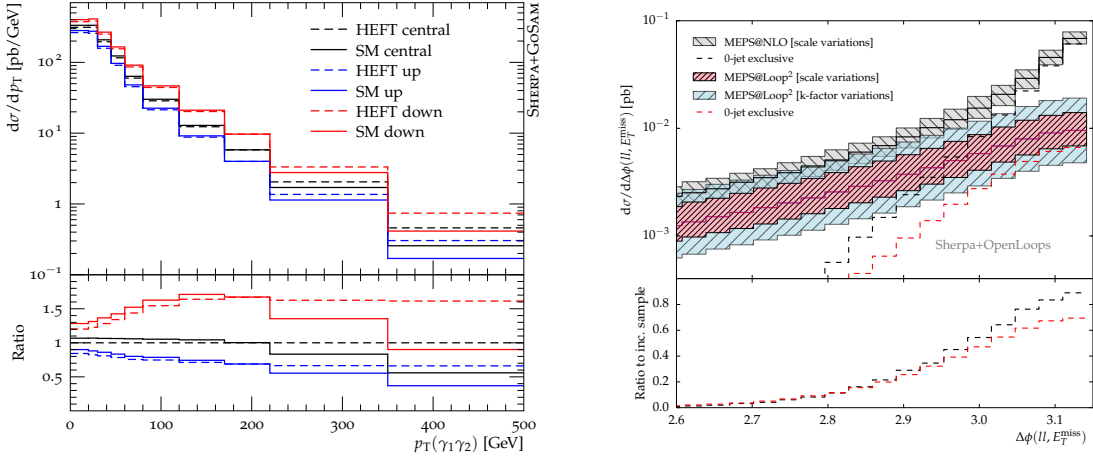 HEFT central
SM central
HEFT up
SM up
HEFT down
SM down
SHERPA+GOSAM
dσ/dpT [pb/GeV]
10²
10¹
1
10⁻¹
Ratio
1.5
1
0.5
0 100 200 300 400 500
pT(γ1γ2) [GeV]
MEPS@NLO [scale variations]
0-jet exclusive
MEPS@Loop² [scale variations]
MEPS@Loop² [k-factor variations]
0-jet exclusive
Sherpa+OpenLoops
dσ/dΔϕ(ll, E_T^miss) [pb]
10⁻¹
10⁻²
10⁻³
Ratio to inc. sample
0.8
0.6
0.4
0.2
0.0
2.6 2.7 2.8 2.9 3.0 3.1
Δϕ(ll, E_T^miss)